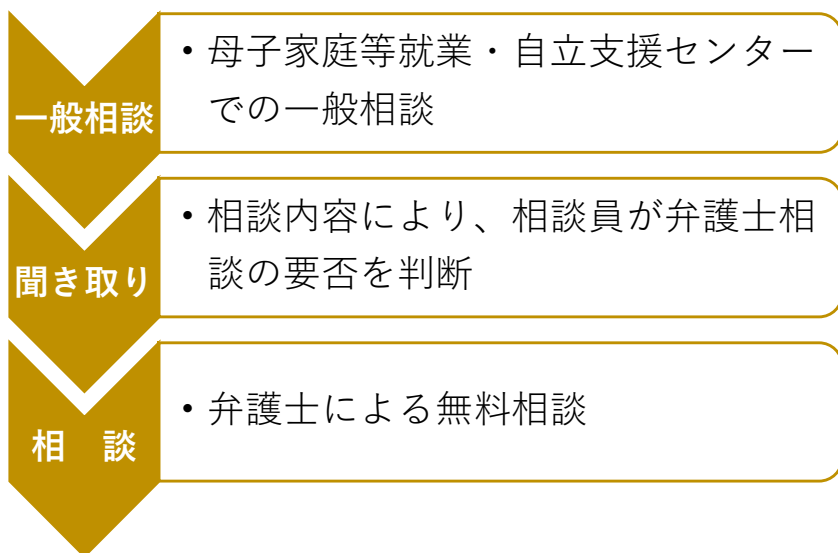 一般相談
・母子家庭等就業・自立支援センター
での一般相談
聞き取り
・相談内容により、相談員が弁護士相
談の要否を判断
相　談
・弁護士による無料相談